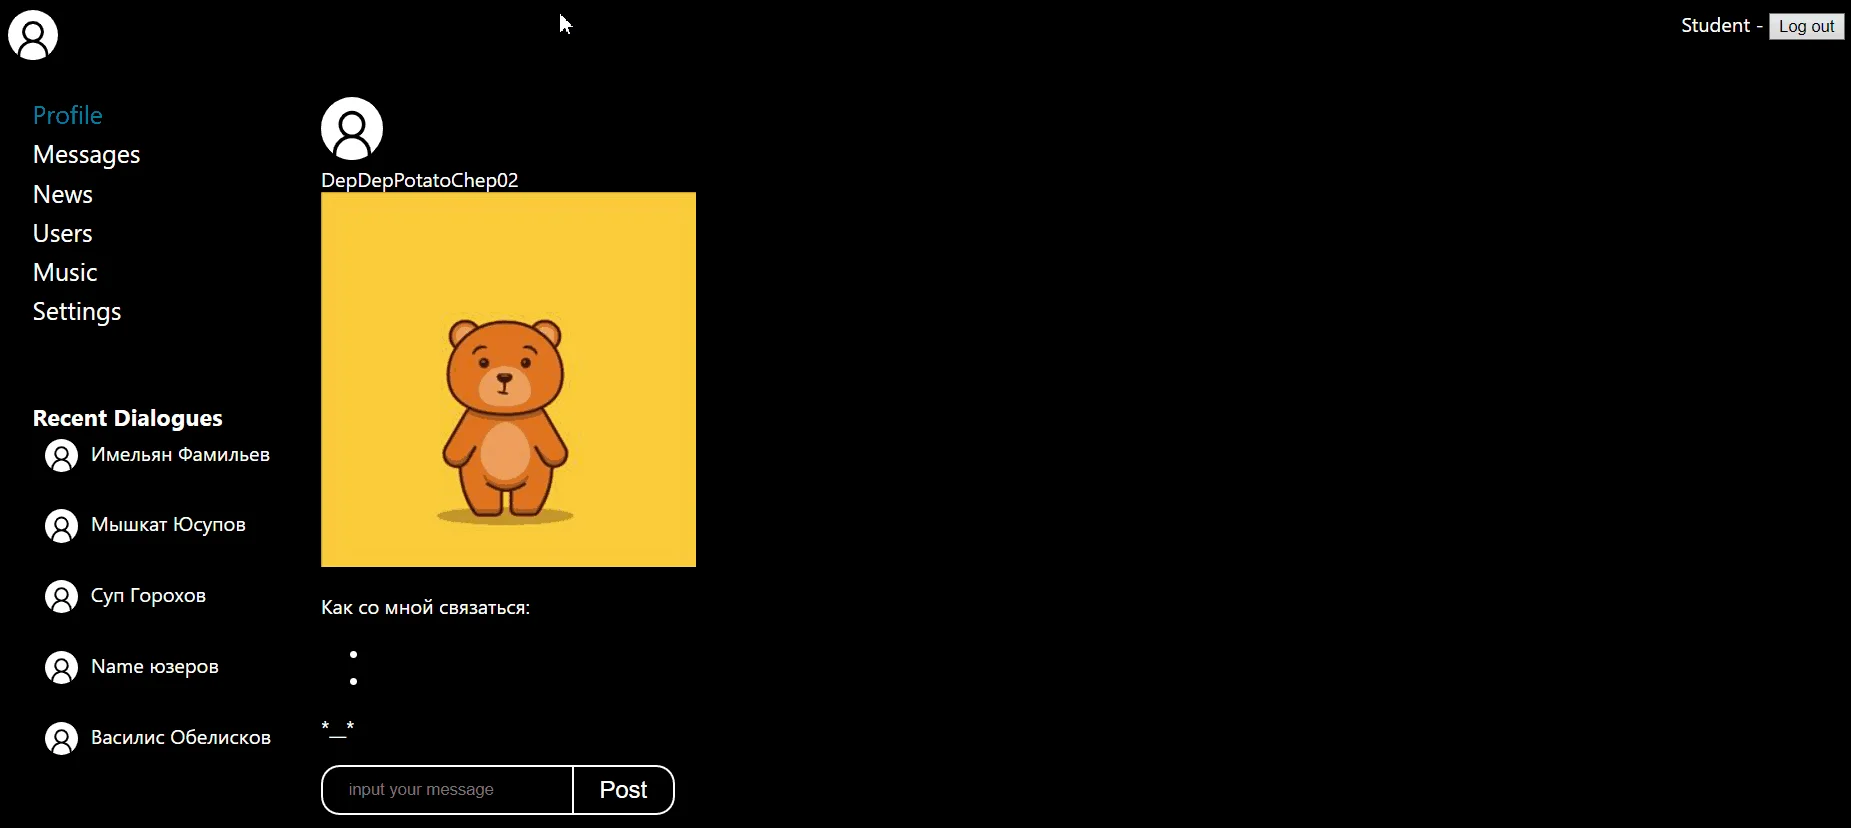 Student - Log out
Profile
Messages
News
Users
Music
Settings
Recent Dialogues
Имельян Фамильев
Мышкат Юсупов
Суп Горохов
Name юзеров
Василис Обелисков
DepDepPotatoChep02
Как со мной связаться:
*__*
input your message
Post